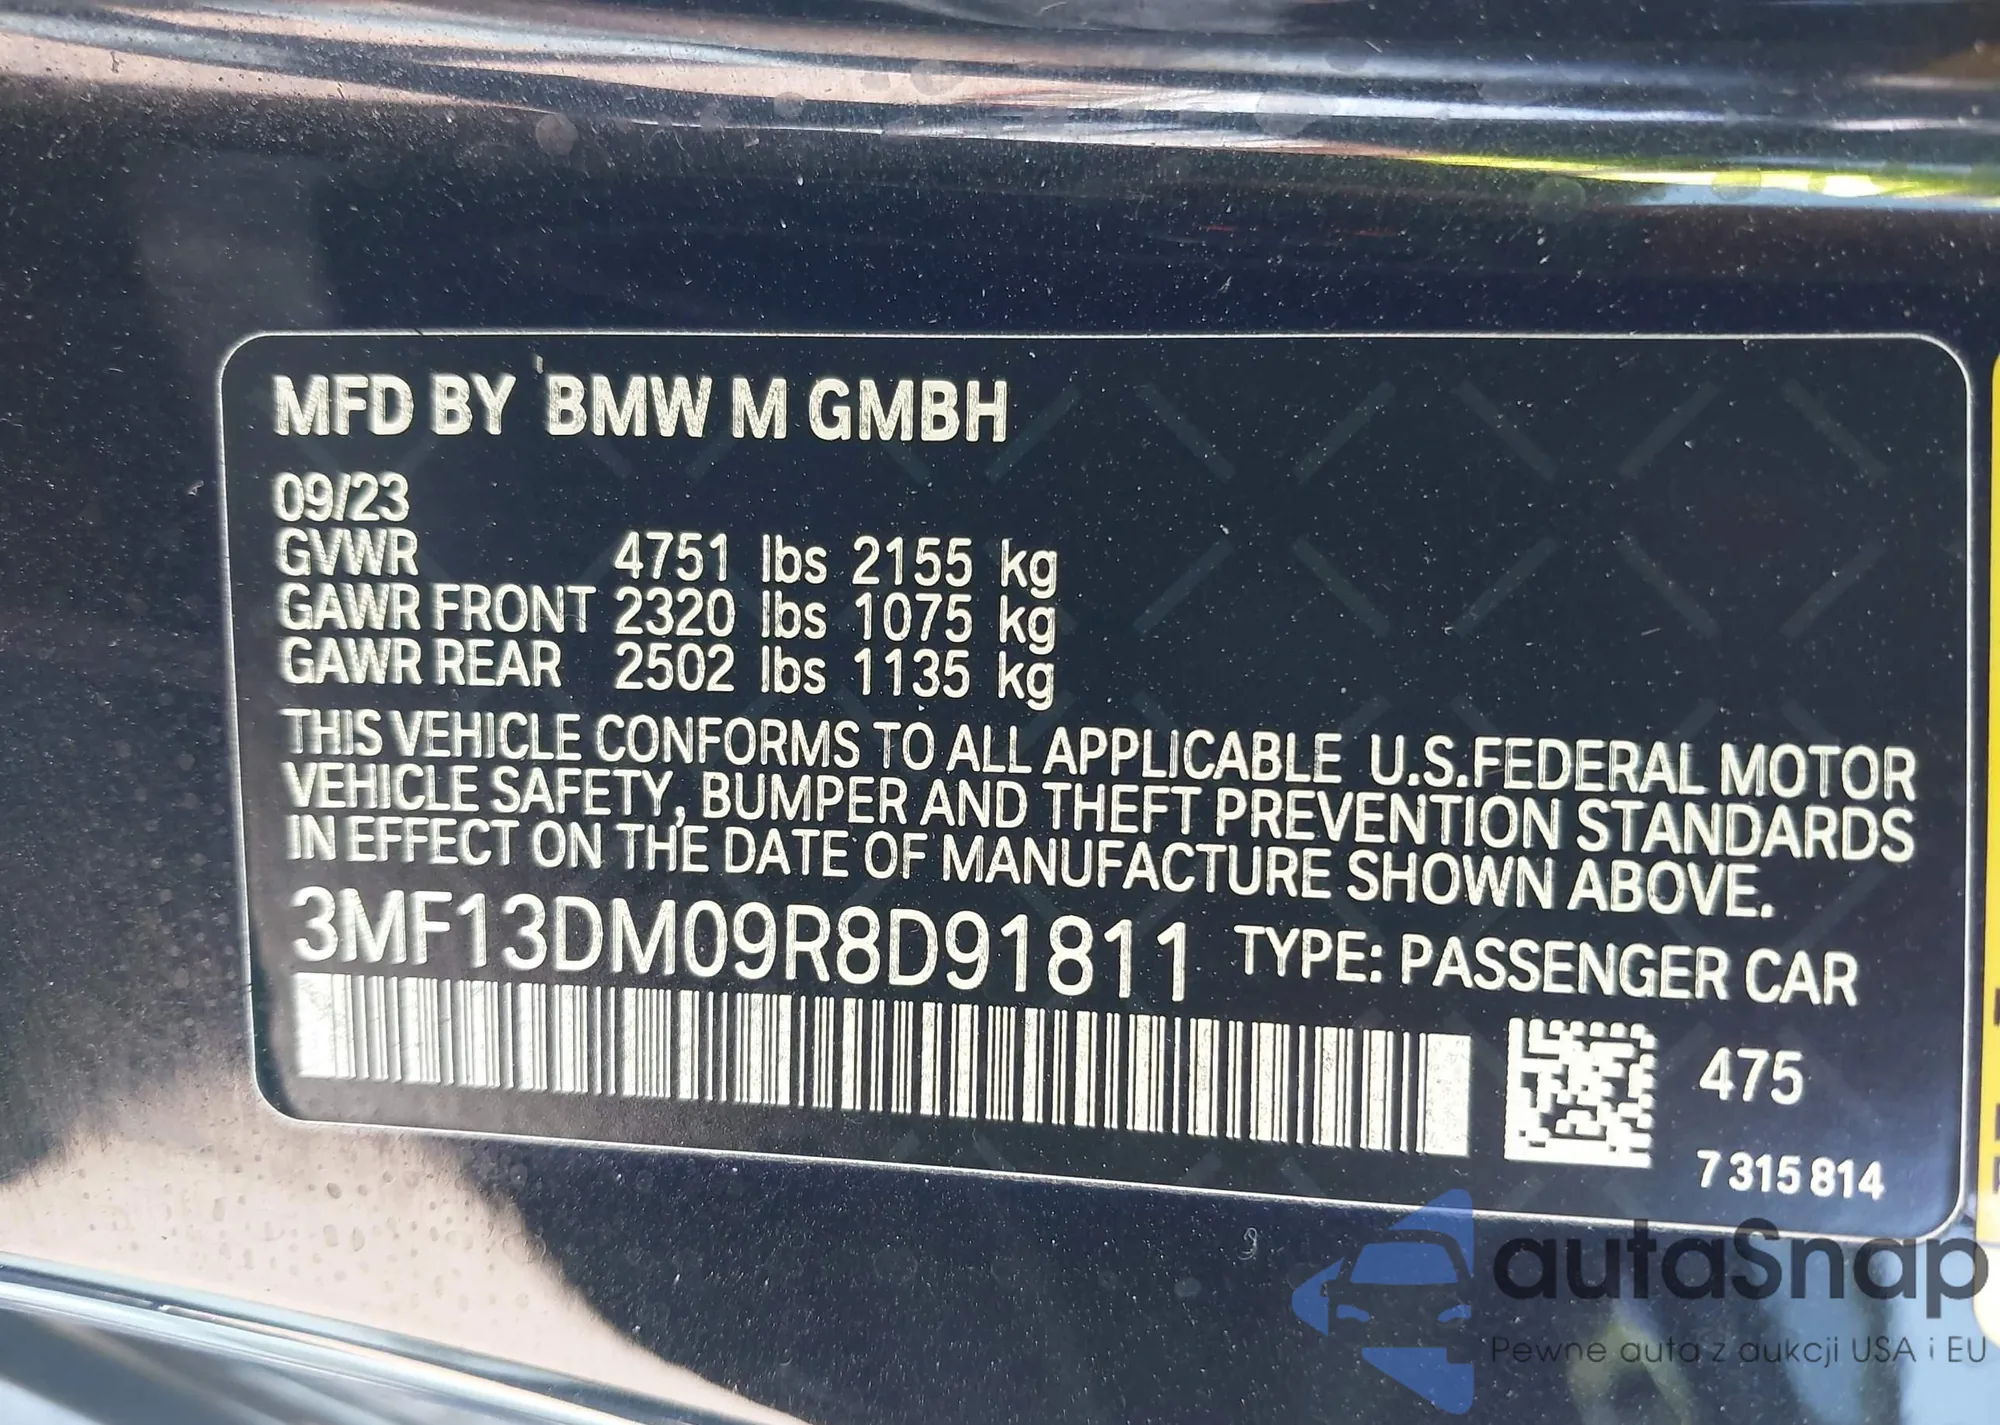 MFD BY BMW M GMBH
09/23
GVWR 4751 lbs 2155 kg
GAWR FRONT 2320 lbs 1075 kg
GAWR REAR 2502 lbs 1135 kg
THIS VEHICLE CONFORMS TO ALL APPLICABLE U.S.FEDERAL MOTOR
VEHICLE SAFETY, BUMPER AND THEFT PREVENTION STANDARDS
IN EFFECT ON THE DATE OF MANUFACTURE SHOWN ABOVE.
3MF13DM09R8D91811 TYPE: PASSENGER CAR
475
7 315 814
autaSnap
Pewne auta z aukcji USA i EU